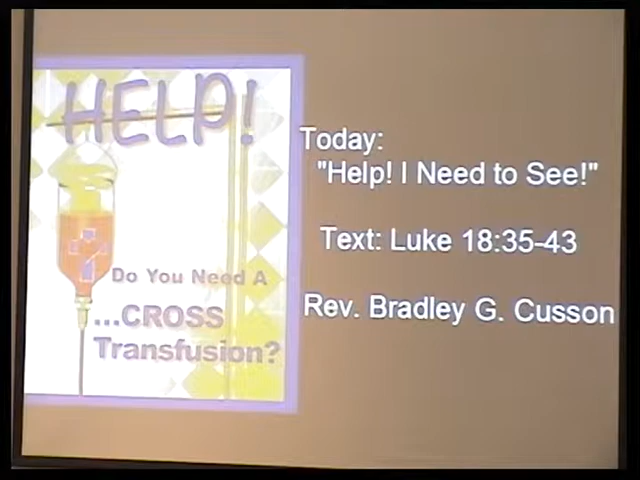 HELP!
Do You Need A
...CROSS
Transfusion?
Today:
"Help! I Need to See!"
Text: Luke 18:35-43
Rev. Bradley G. Cusson